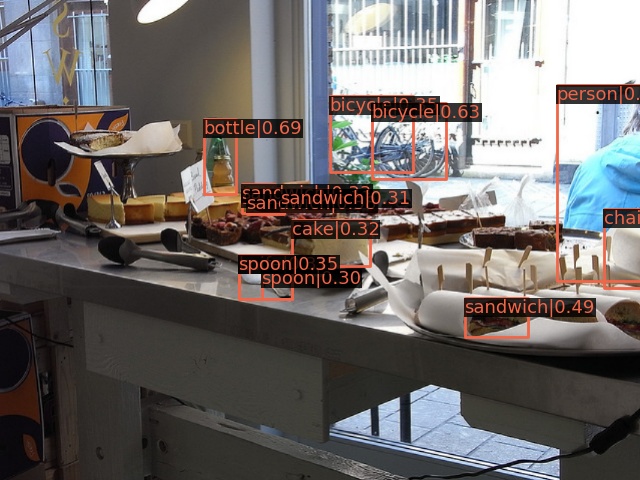 S
W
person|0.
bicycle|0.35
bicycle|0.63
bottle|0.69
sandwich|0.31
chai
cake|0.32
spoon|0.35
spoon|0.30
sandwich|0.49